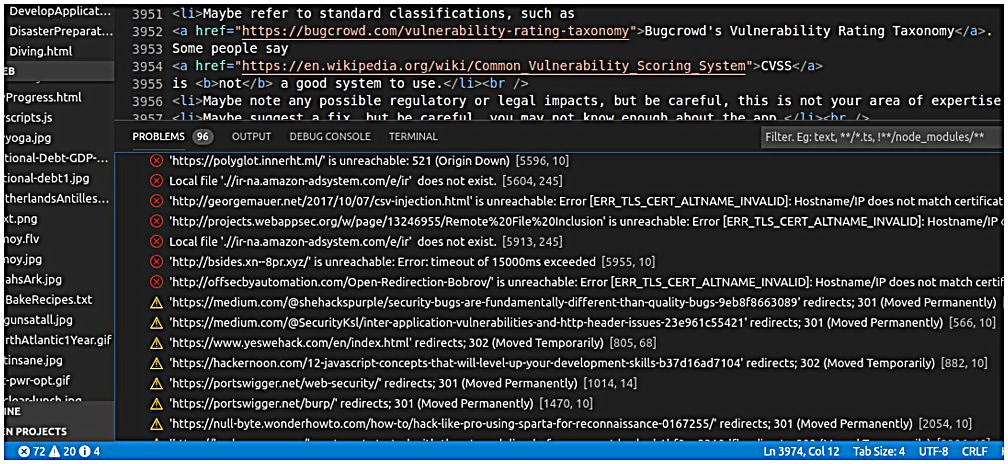 DevelopApplicat...
DisasterPreparat...
Diving.html
EB
Progress.html
scripts.js
yoga.jpg
tional-Debt-GDP-...
tional-debt1.jpg
therlandsAntilles...
xt.png
moy.flv
moy.jpg
ahsArk.jpg
BakeRecipes.txt
gunsatall.jpg
rthAtlantic1Year.gif
tinsane.jpg
t-pwr-opt.gif
clear-lunch.jpg
INE
EN PROJECTS
3951 <li>Maybe refer to standard classifications, such as
3952 <a href="https://bugcrowd.com/vulnerability-rating-taxonomy">Bugcrowd's Vulnerability Rating Taxonomy</a>.
3953 Some people say
3954 <a href="https://en.wikipedia.org/wiki/Common_Vulnerability_Scoring_System">CVSS</a>
3955 is <b>not</b> a good system to use.</li><br />
3956 <li>Maybe note any possible regulatory or legal impacts, but be careful, this is not your area of expertise
3957 <li>Maybe suggest a fix, but be careful, you may not know enough about the app.</li><br />
PROBLEMS 96 OUTPUT DEBUG CONSOLE TERMINAL Filter. Eg: text, **/*.ts, !**/node_modules/**
'https://polyglot.innerht.ml/' is unreachable: 521 (Origin Down) [5596, 10]
Local file './/ir-na.amazon-adsystem.com/e/ir' does not exist. [5604, 245]
'http://georgemauer.net/2017/10/07/csv-injection.html' is unreachable: Error [ERR_TLS_CERT_ALTNAME_INVALID]: Hostname/IP does not match certificat
'http://projects.webappsec.org/w/page/13246955/Remote%20File%20Inclusion' is unreachable: Error [ERR_TLS_CERT_ALTNAME_INVALID]: Hostname/IP
Local file './/ir-na.amazon-adsystem.com/e/ir' does not exist. [5913, 245]
'http://bsides.xn--8pr.xyz/' is unreachable: Error: timeout of 15000ms exceeded [5955, 10]
'http://offsecbyautomation.com/Open-Redirection-Bobrov/' is unreachable: Error [ERR_TLS_CERT_ALTNAME_INVALID]: Hostname/IP does not match certif
'https://medium.com/@shehackspurple/security-bugs-are-fundamentally-different-than-quality-bugs-9eb8f8663089' redirects; 301 (Moved Permanently)
'https://medium.com/@SecurityKsl/inter-application-vulnerabilities-and-http-header-issues-23e961c55421' redirects; 301 (Moved Permanently) [566, 10]
'https://www.yeswehack.com/en/index.html' redirects; 302 (Moved Temporarily) [805, 68]
'https://hackernoon.com/12-javascript-concepts-that-will-level-up-your-development-skills-b37d16ad7104' redirects; 302 (Moved Temporarily) [882, 10]
'https://portswigger.net/web-security/' redirects; 301 (Moved Permanently) [1014, 14]
'https://portswigger.net/burp/' redirects; 301 (Moved Permanently) [1470, 10]
'https://null-byte.wonderhowto.com/how-to/hack-like-pro-using-sparta-for-reconnaissance-0167255/' redirects; 301 (Moved Permanently) [2054, 10]
72 20 4 Ln 3974, Col 12 Tab Size: 4 UTF-8 CRLF